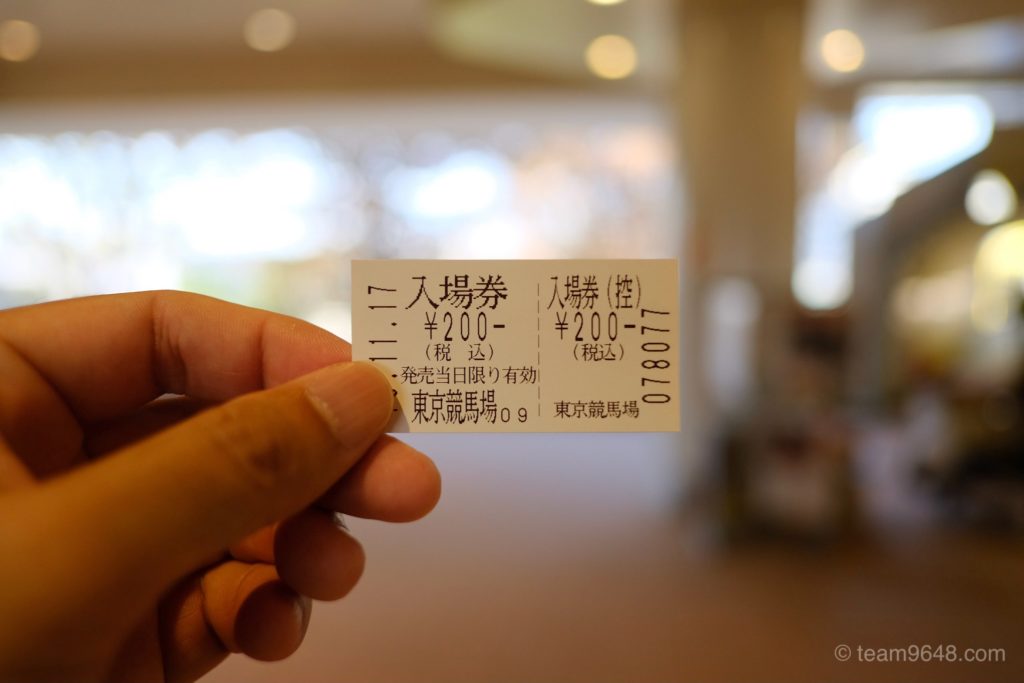 11.17
入場券
¥200-
(税 込)
発売当日限り有効
東京競馬場09
入場券(控)
¥200-
(税込)
東京競馬場
078077
© team9648.com